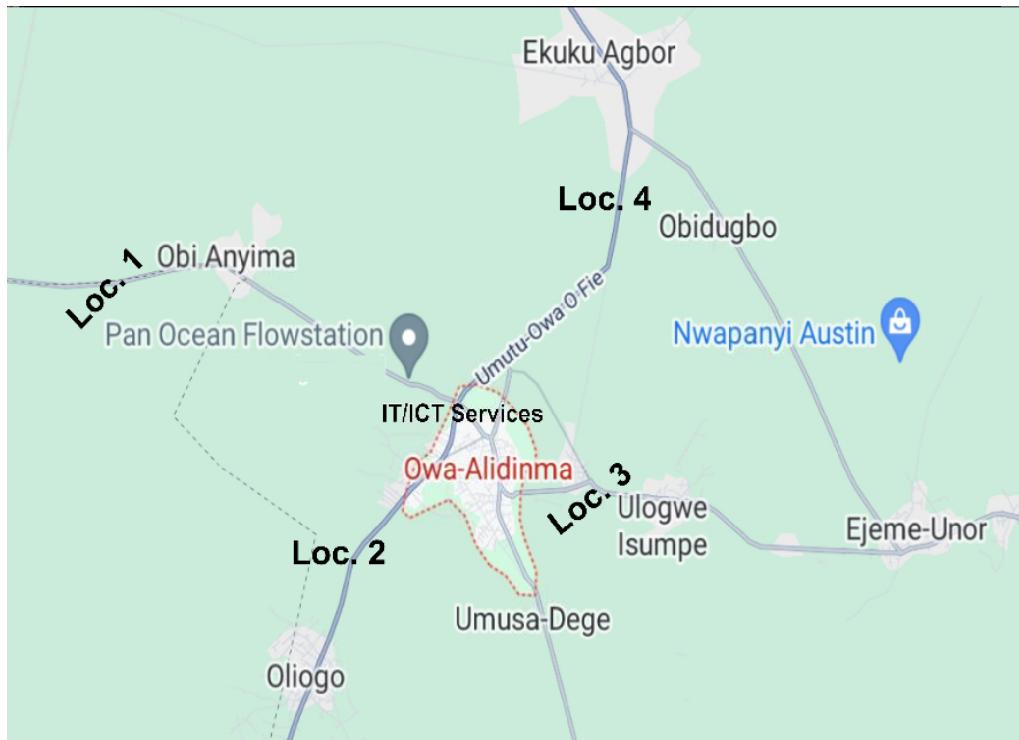 Ekuku Agbor
Loc. 4
Obidugbo
Obi Anyima
Loc. 1
Pan Ocean Flowstation
Umutu-Owa O Fie
Nwapanyi Austin
IT/ICT Services
Owa-Alidinma
Loc. 3
Ulogwe
Isumpe
Ejeme-Unor
Loc. 2
Umusa-Dege
Oliogo